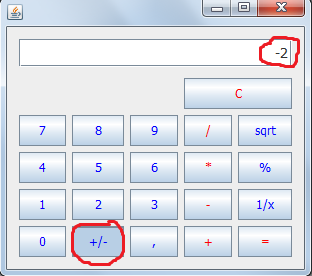 -2
C
7 8 9 / sqrt
4 5 6 * %
1 2 3 - 1/x
0 +/- , + =